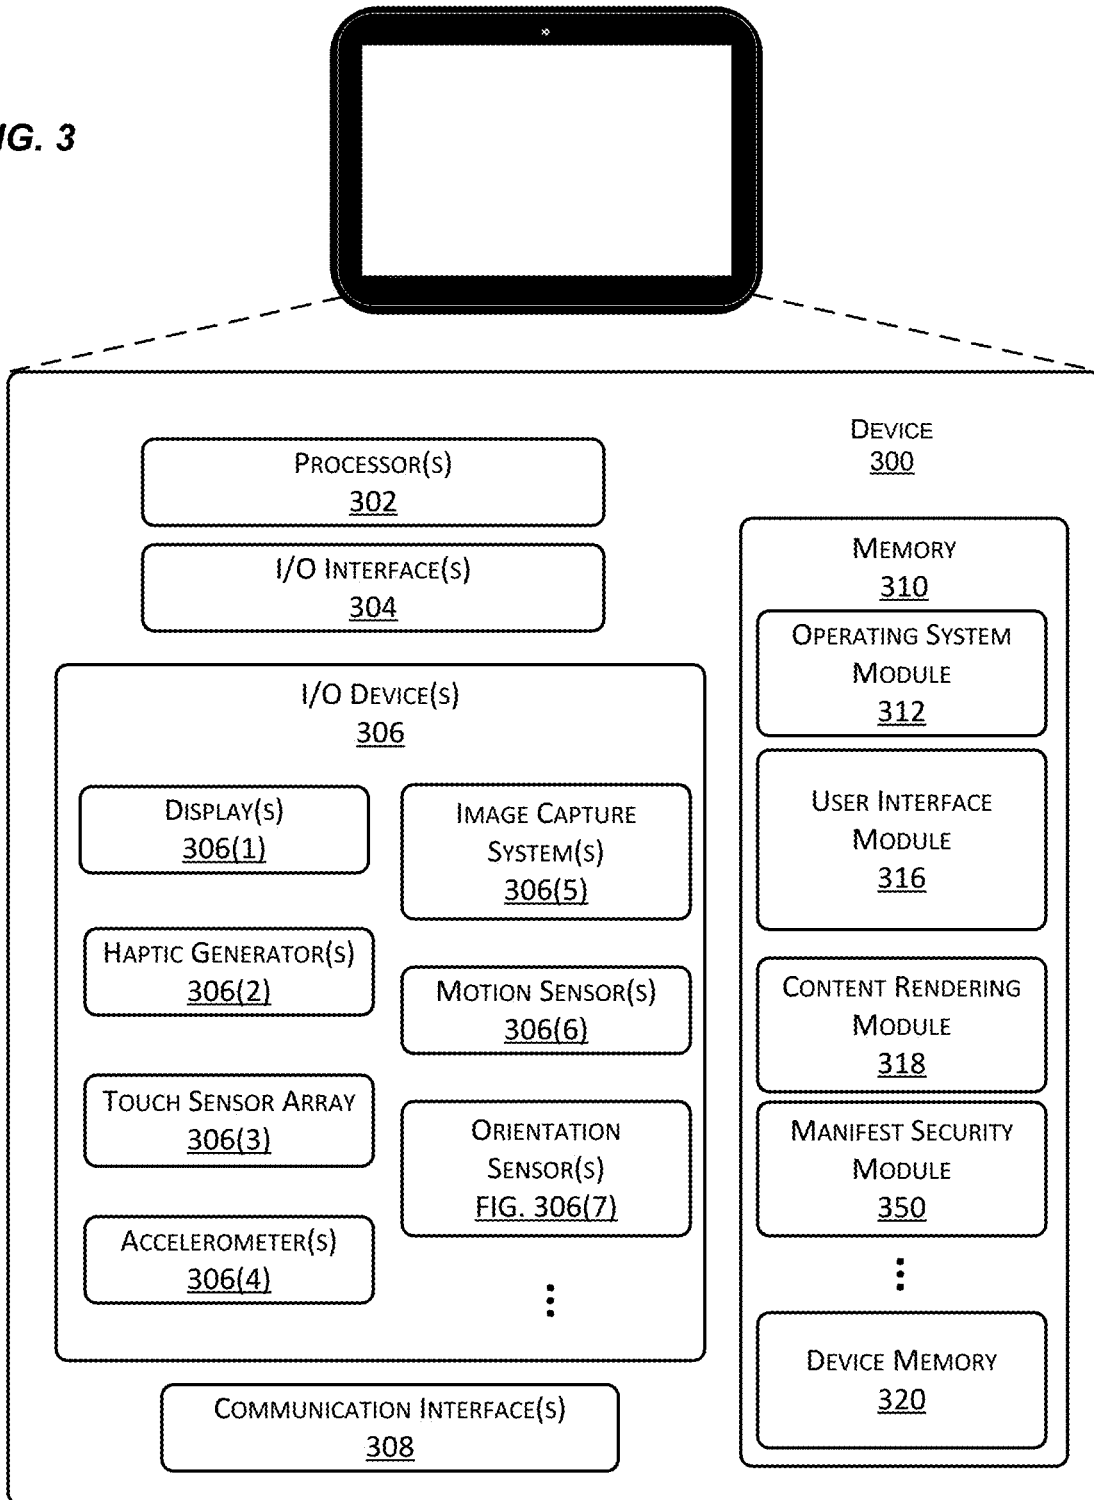 IG. 3
DEVICE
300
PROCESSOR(S)
302
I/O INTERFACE(S)
304
I/O DEVICE(S)
306
DISPLAY(S)
306(1)
HAPTIC GENERATOR(S)
306(2)
TOUCH SENSOR ARRAY
306(3)
ACCELEROMETER(S)
306(4)
IMAGE CAPTURE
SYSTEM(S)
306(5)
MOTION SENSOR(S)
306(6)
ORIENTATION
SENSOR(S)
FIG. 306(7)
COMMUNICATION INTERFACE(S)
308
MEMORY
310
OPERATING SYSTEM
MODULE
312
USER INTERFACE
MODULE
316
CONTENT RENDERING
MODULE
318
MANIFEST SECURITY
MODULE
350
DEVICE MEMORY
320